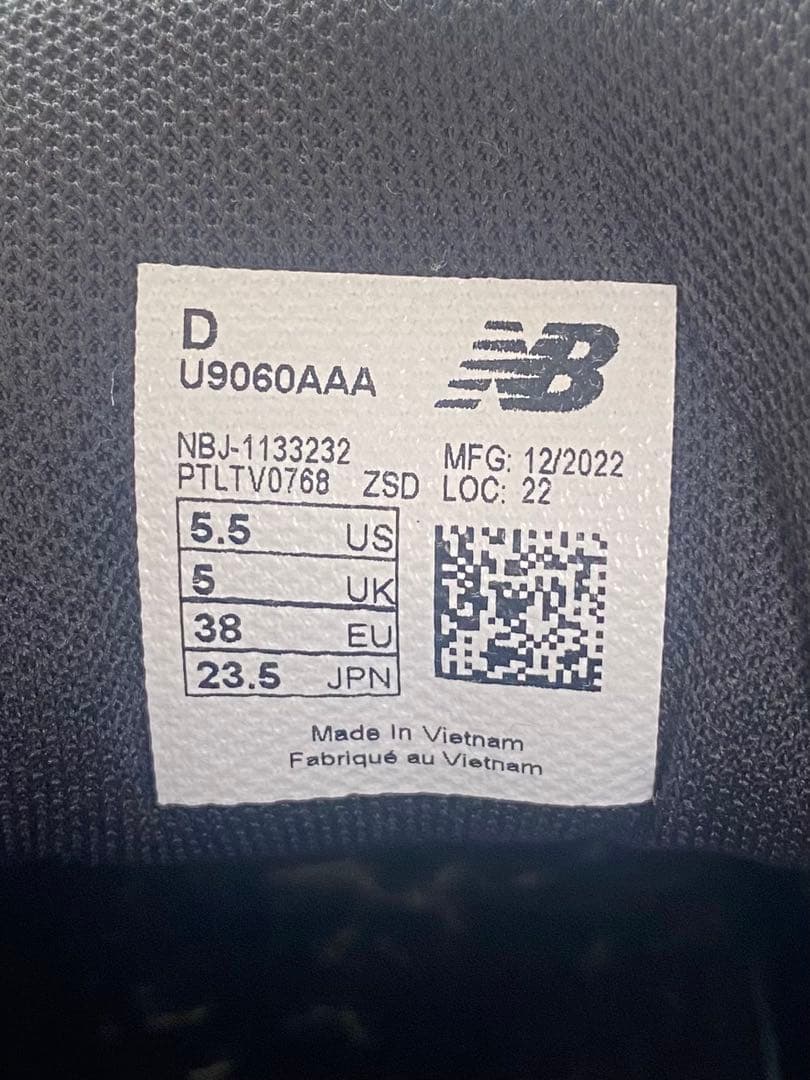 D
U9060AAA
NB
NBJ-1133232
PTLTV0768 ZSD
MFG: 12/2022
LOC: 22
5.5 US
5 UK
38 EU
23.5 JPN
Made In Vietnam
Fabriqué au Vietnam